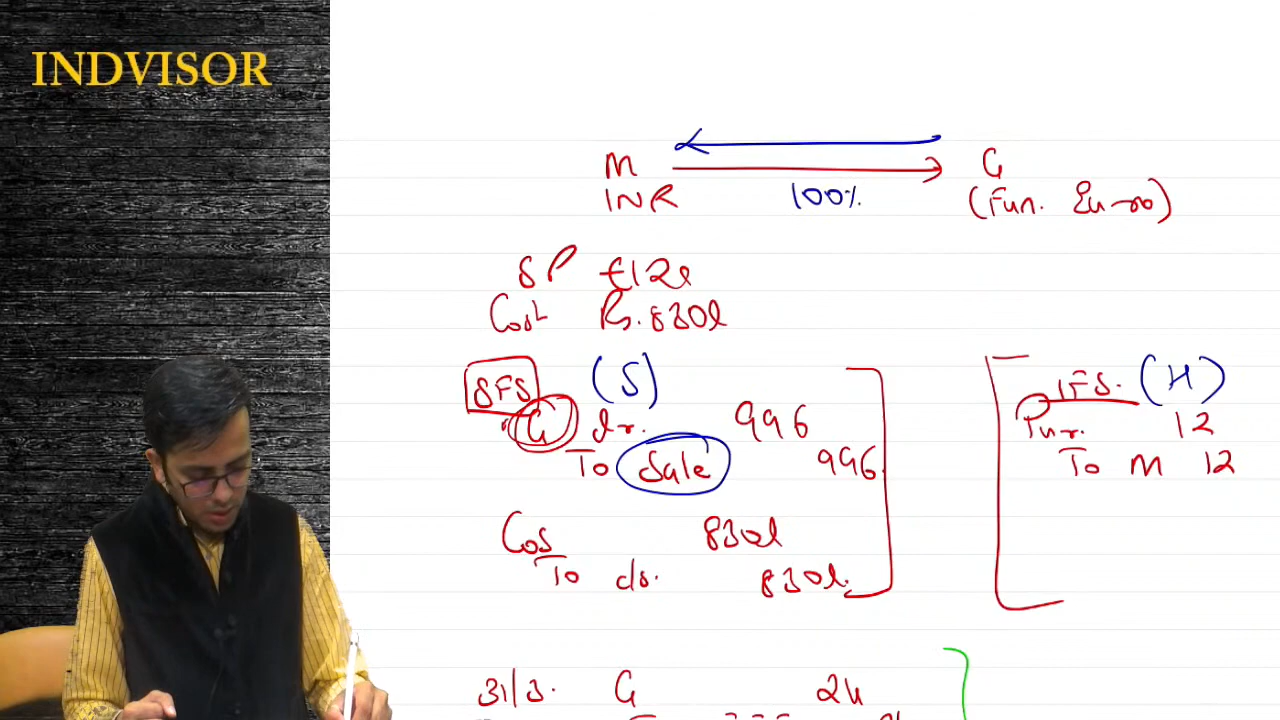 INDVISOR
M G
INR 100% (Fun. Euro)
SP €12l
Cost Rs.830l
SFS (S)
G dr. 996
To Sale 996
Cos 830l
To cls. 830l.
IFS. (H)
Pur. 12
To M 12
31/3. G 24